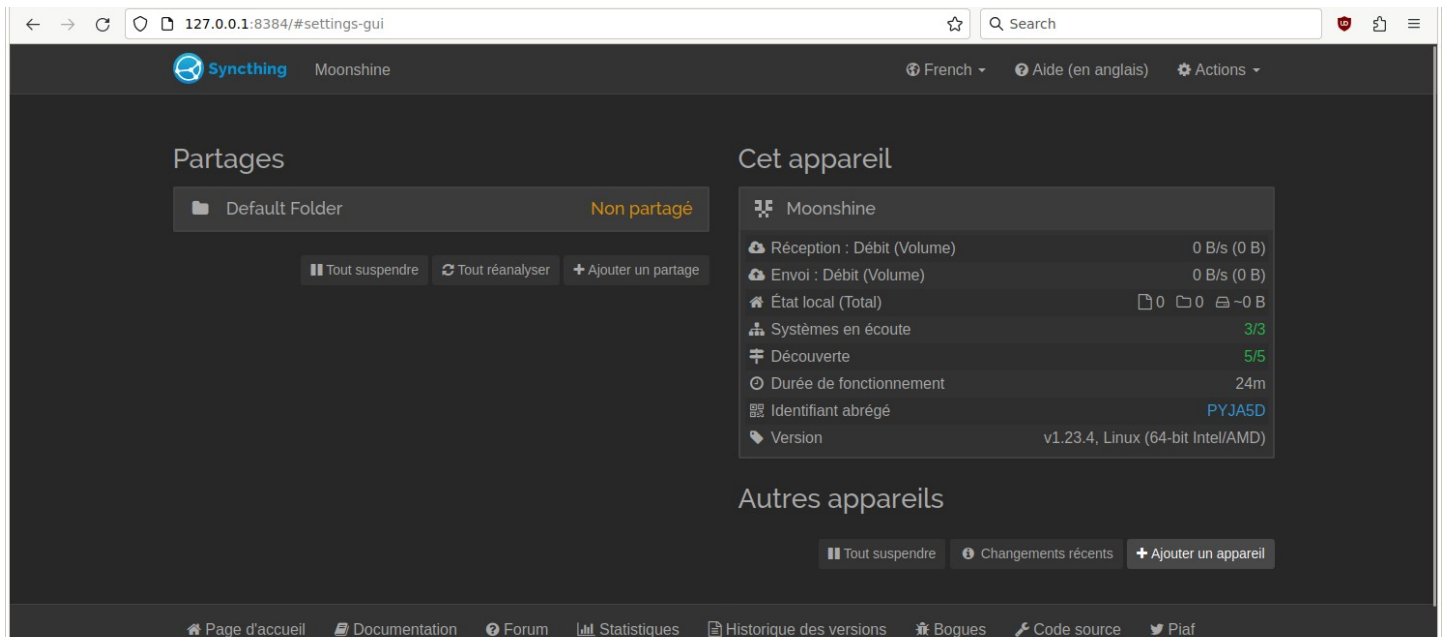 127.0.0.1:8384/#settings-gui
Search
Syncthing Moonshine French Aide (en anglais) Actions
Partages
Default Folder Non partagé
Tout suspendre Tout réanalyser Ajouter un partage
Cet appareil
Moonshine
Réception : Débit (Volume) 0 B/s (0 B)
Envoi : Débit (Volume) 0 B/s (0 B)
État local (Total) 0 0 ~0 B
Systèmes en écoute 3/3
Découverte 5/5
Durée de fonctionnement 24m
Identifiant abrégé PYJA5D
Version v1.23.4, Linux (64-bit Intel/AMD)
Autres appareils
Tout suspendre Changements récents Ajouter un appareil
Page d'accueil Documentation Forum Statistiques Historique des versions Bogues Code source Piaf